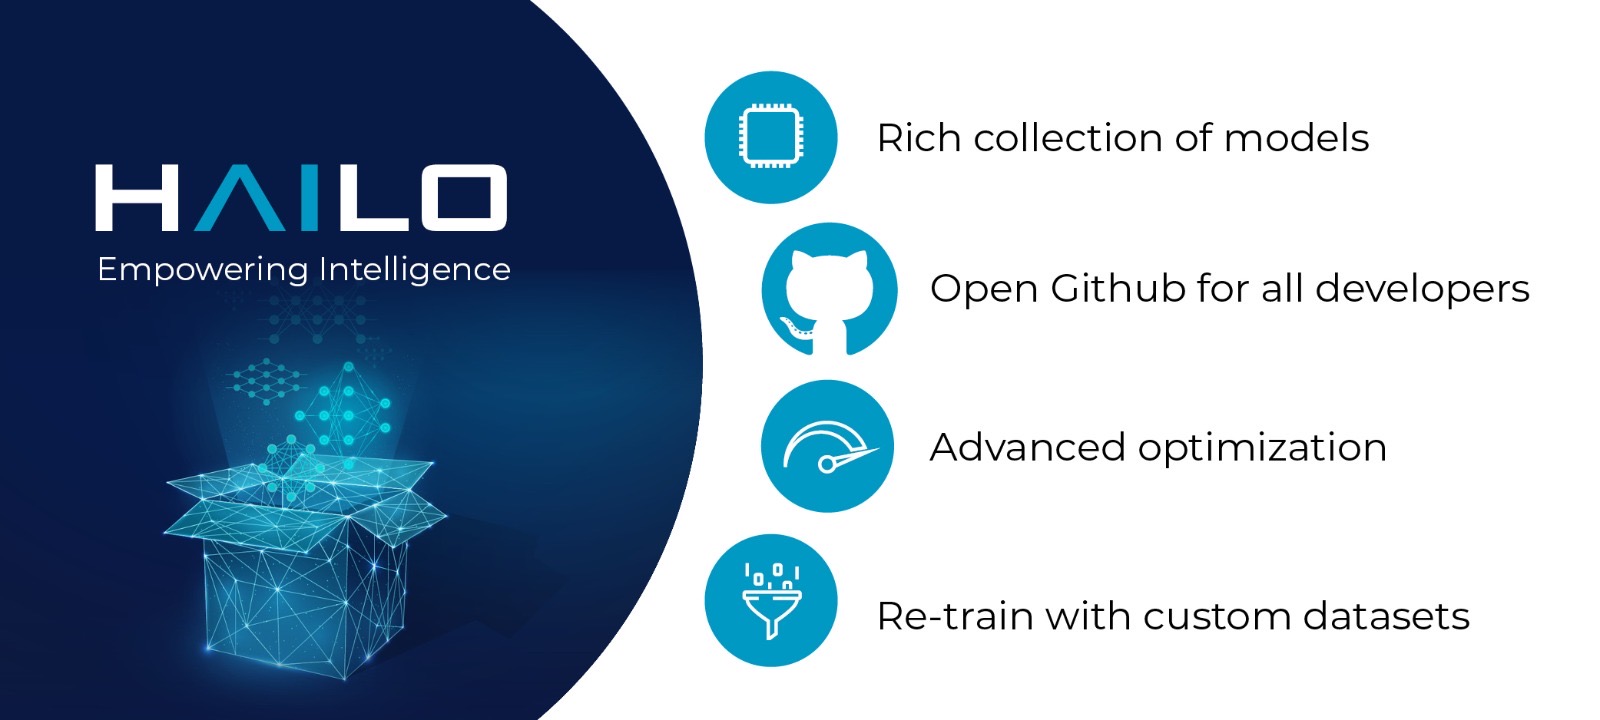 HAILO
Empowering Intelligence
Rich collection of models
Open Github for all developers
Advanced optimization
Re-train with custom datasets